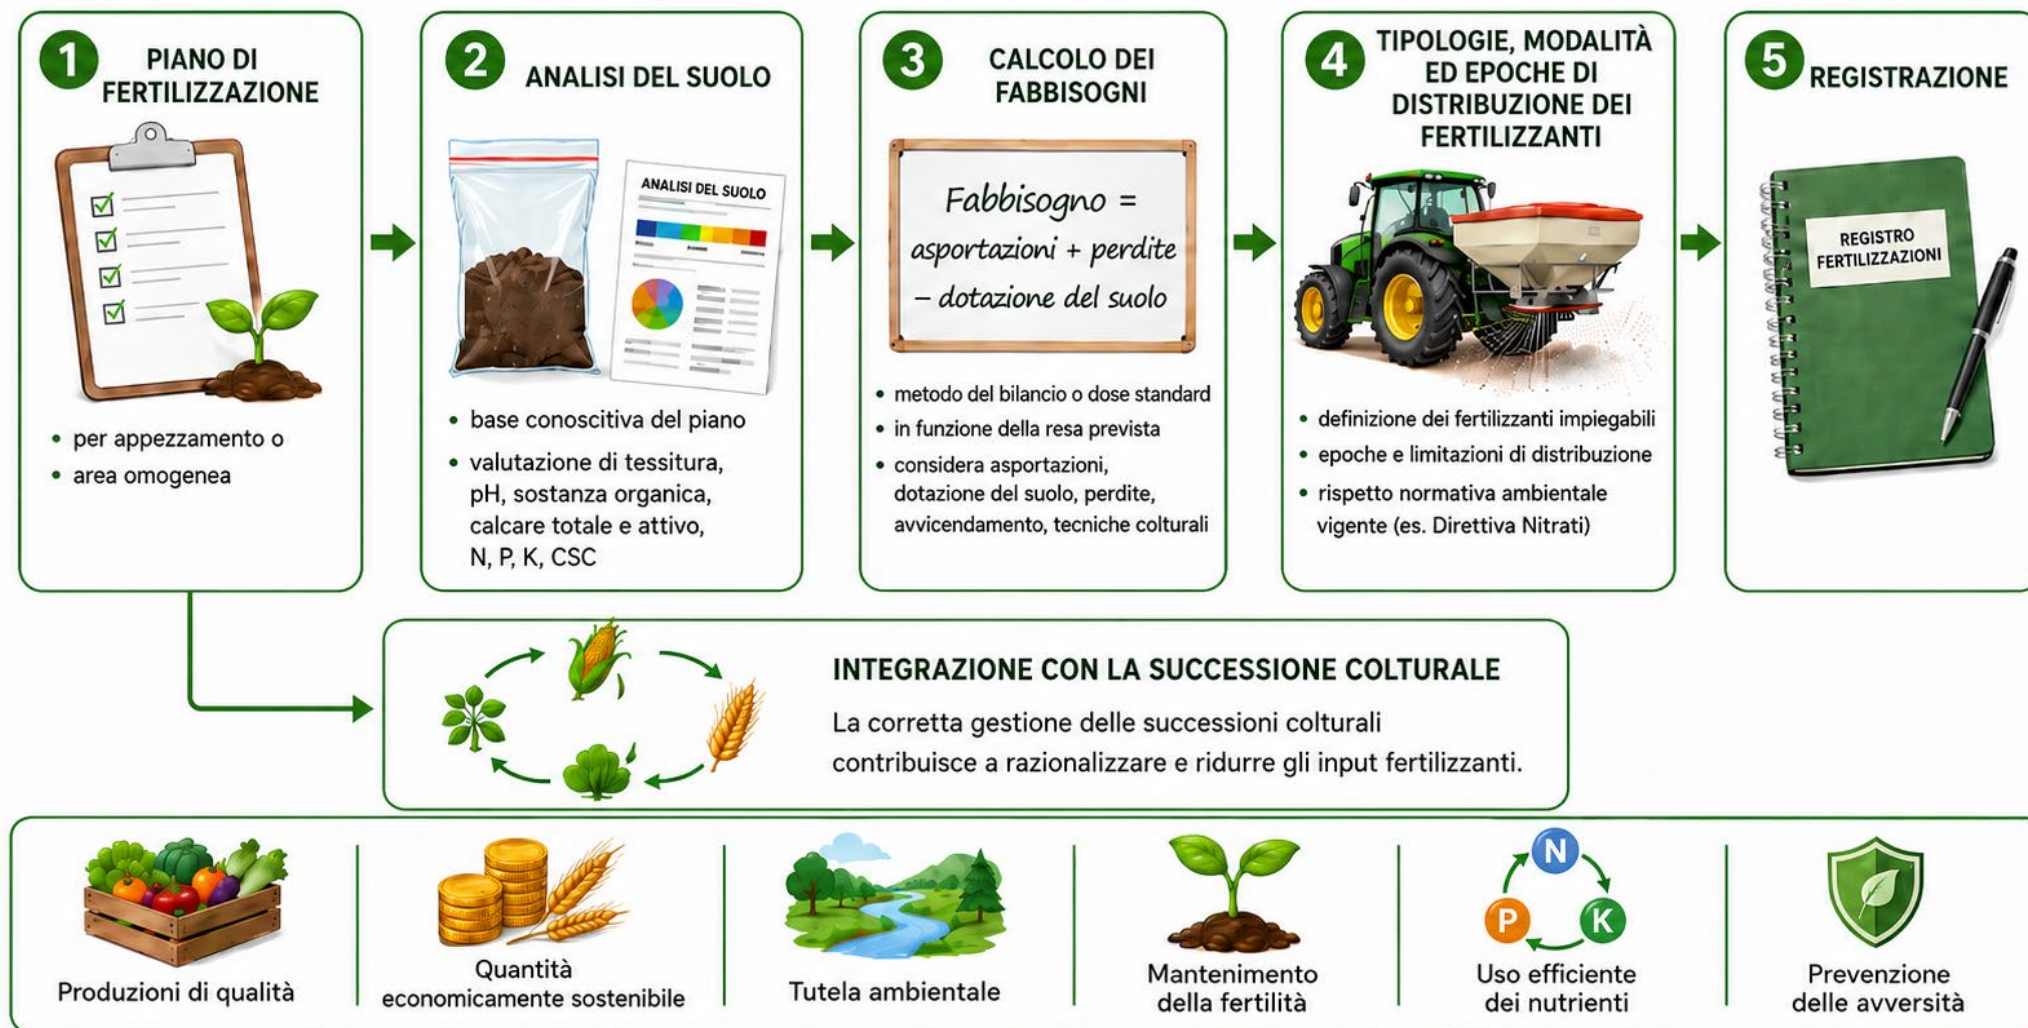 1
PIANO DI
FERTILIZZAZIONE
• per appezzamento o
• area omogenea
2
ANALISI DEL SUOLO
ANALISI DEL SUOLO
• base conoscitiva del piano
• valutazione di tessitura,
pH, sostanza organica,
calcare totale e attivo,
N, P, K, CSC
3
CALCOLO DEI
FABBISOGNI
Fabbisogno =
asportazioni + perdite
– dotazione del suolo
• metodo del bilancio o dose standard
• in funzione della resa prevista
• considera asportazioni,
dotazione del suolo, perdite,
avvicendamento, tecniche colturali
4
TIPOLOGIE, MODALITÀ
ED EPOCHE DI
DISTRIBUZIONE DEI
FERTILIZZANTI
• definizione dei fertilizzanti impiegabili
• epoche e limitazioni di distribuzione
• rispetto normativa ambientale
vigente (es. Direttiva Nitrati)
5
REGISTRAZIONE
REGISTRO
FERTILIZZAZIONI
INTEGRAZIONE CON LA SUCCESSIONE COLTURALE
La corretta gestione delle successioni colturali
contribuisce a razionalizzare e ridurre gli input fertilizzanti.
Produzioni di qualità
Quantità
economicamente sostenibile
Tutela ambientale
Mantenimento
della fertilità
N
P
K
Uso efficiente
dei nutrienti
Prevenzione
delle avversità